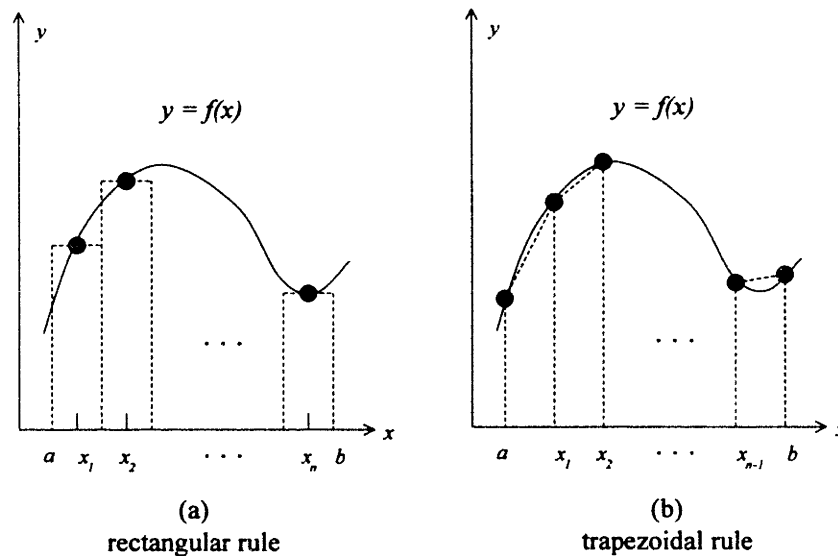 y
y = f(x)
. . .
x
a x₁ x₂ . . . xₙ b
(a)
rectangular rule
y
y = f(x)
. . .
x
a x₁ x₂ . . . xₙ₋₁ b
(b)
trapezoidal rule